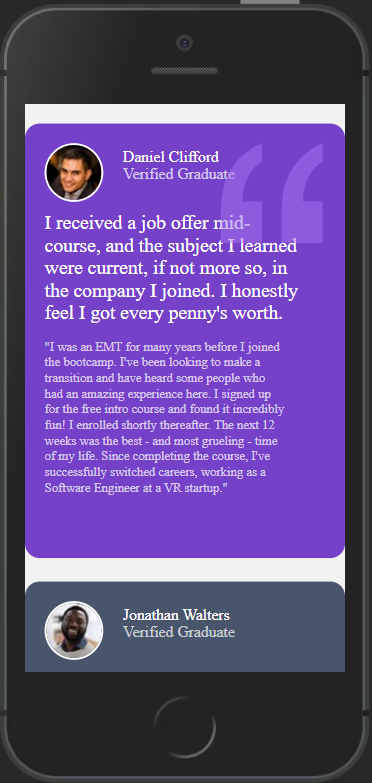 Daniel Clifford
Verified Graduate
“
I received a job offer mid-
course, and the subject I learned
were current, if not more so, in
the company I joined. I honestly
feel I got every penny's worth.
"I was an EMT for many years before I joined
the bootcamp. I've been looking to make a
transition and have heard some people who
had an amazing experience here. I signed up
for the free intro course and found it incredibly
fun! I enrolled shortly thereafter. The next 12
weeks was the best - and most grueling - time
of my life. Since completing the course, I've
successfully switched careers, working as a
Software Engineer at a VR startup."
Jonathan Walters
Verified Graduate